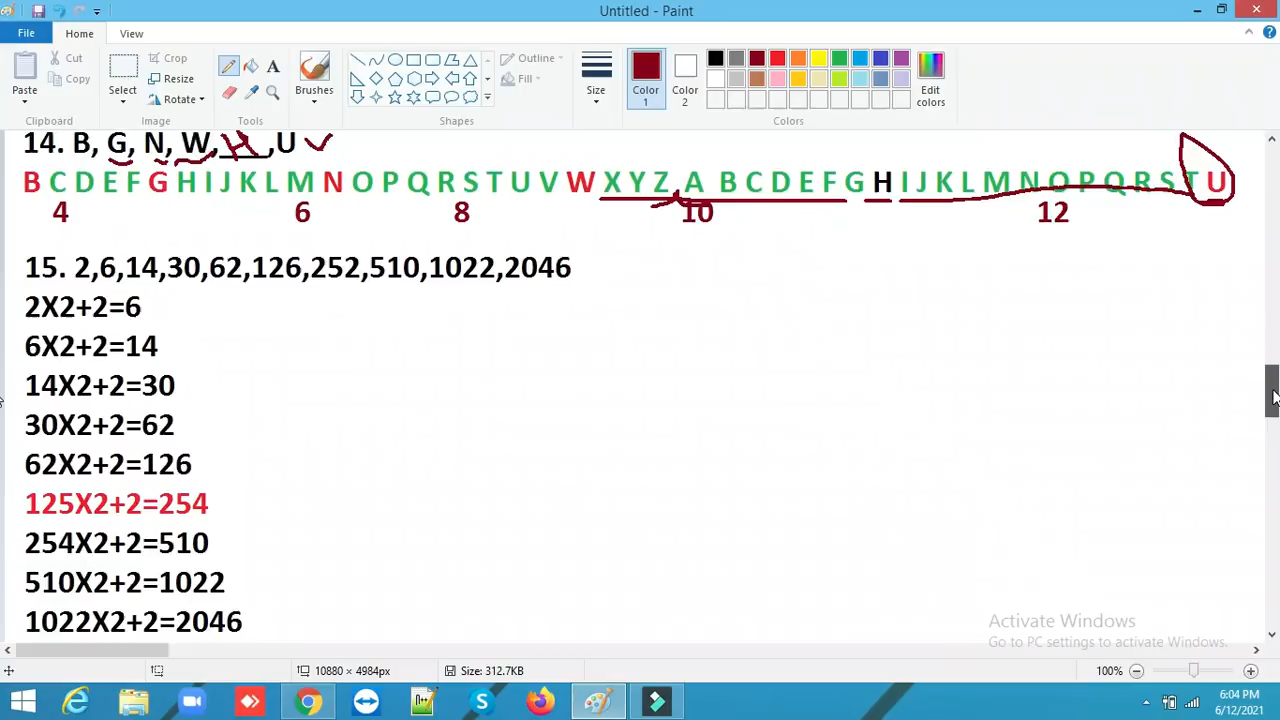 Untitled - Paint
File Home View
Paste Cut Copy Select Crop Resize Rotate Brushes Outline Fill Size Color 1 Color 2 Edit colors
Clipboard Image Tools Shapes Colors
14. B, G, N, W,_H_,U
B C D E F G H I J K L M N O P Q R S T U V W X Y Z A B C D E F G H I J K L M N O P Q R S T U
4 6 8 10 12
15. 2,6,14,30,62,126,252,510,1022,2046
2X2+2=6
6X2+2=14
14X2+2=30
30X2+2=62
62X2+2=126
125X2+2=254
254X2+2=510
510X2+2=1022
1022X2+2=2046
Activate Windows
Go to PC settings to activate Windows.
10880 × 4984px Size: 312.7KB 100%
6:04 PM
6/12/2021